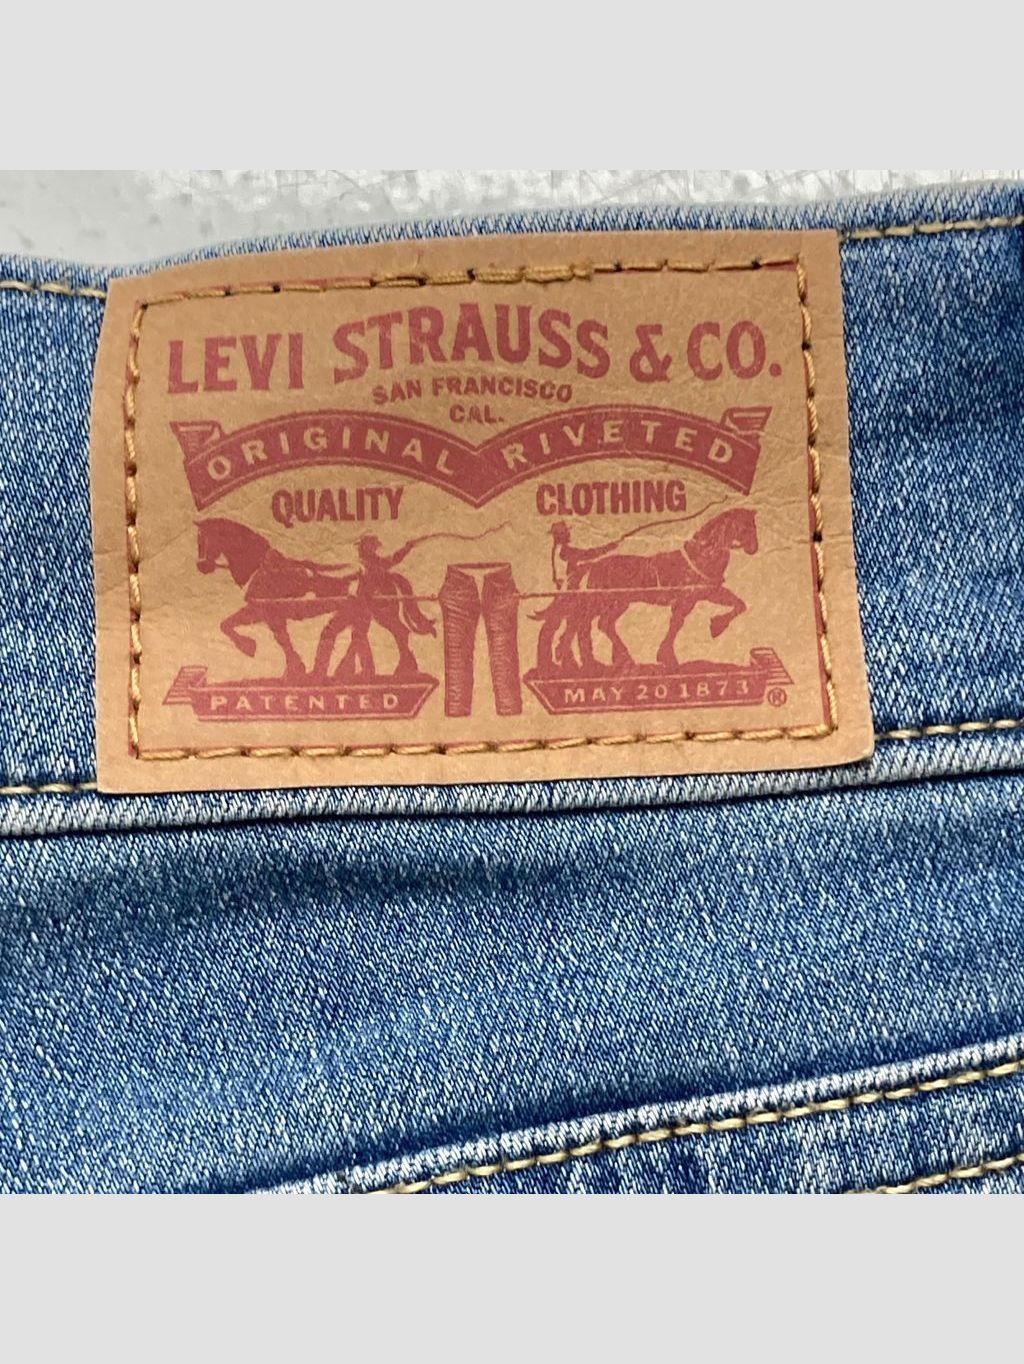 LEVI STRAUSS & CO.
SAN FRANCISCO
CAL.
ORIGINAL RIVETED
QUALITY CLOTHING
PATENTED MAY 20 1873 ®